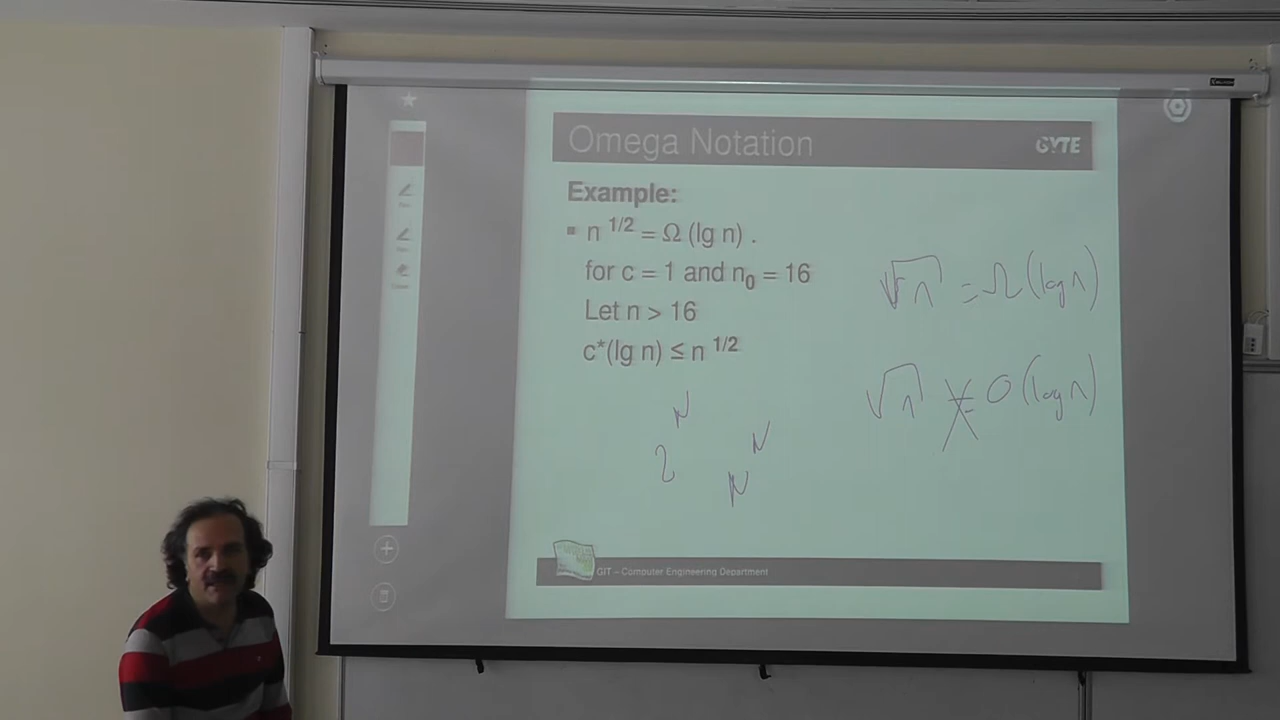 Omega Notation
GYTE
Example:
▪ n 1/2 = Ω (lg n) .
for c = 1 and n0 = 16
Let n > 16
c*(lg n) ≤ n 1/2
√n = Ω(log n)
√n ≠ O(log n)
2^N
N^N
GIT – Computer Engineering Department